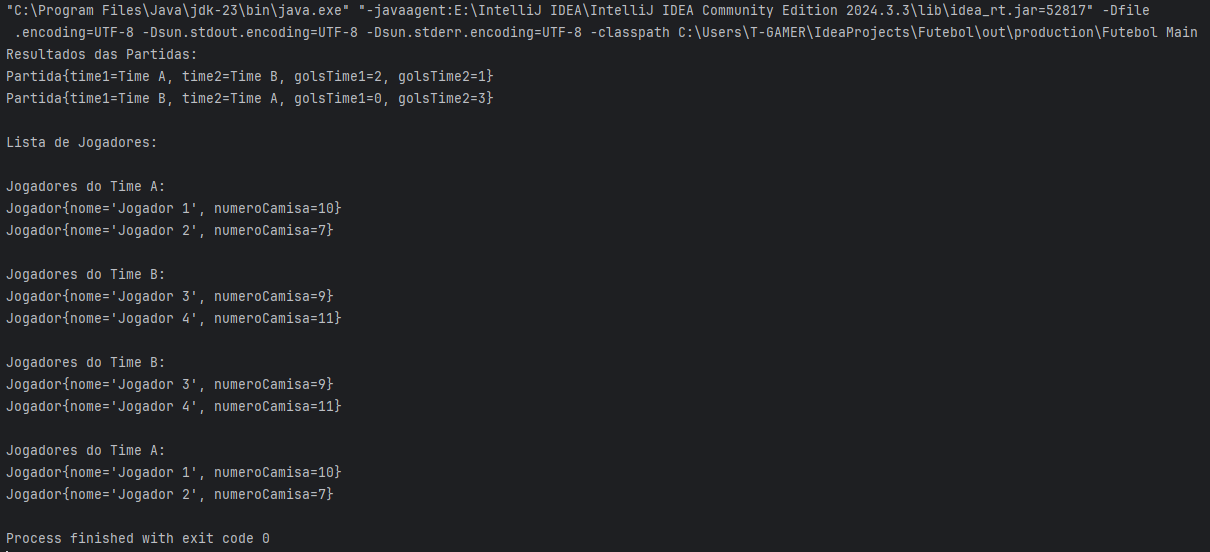 "C:\Program Files\Java\jdk-23\bin\java.exe" "-javaagent:E:\IntelliJ IDEA\IntelliJ IDEA Community Edition 2024.3.3\lib\idea_rt.jar=52817" -Dfile
.encoding=UTF-8 -Dsun.stdout.encoding=UTF-8 -Dsun.stderr.encoding=UTF-8 -classpath C:\Users\T-GAMER\IdeaProjects\Futebol\out\production\Futebol Main
Resultados das Partidas:
Partida{time1=Time A, time2=Time B, golsTime1=2, golsTime2=1}
Partida{time1=Time B, time2=Time A, golsTime1=0, golsTime2=3}
Lista de Jogadores:
Jogadores do Time A:
Jogador{nome='Jogador 1', numeroCamisa=10}
Jogador{nome='Jogador 2', numeroCamisa=7}
Jogadores do Time B:
Jogador{nome='Jogador 3', numeroCamisa=9}
Jogador{nome='Jogador 4', numeroCamisa=11}
Jogadores do Time B:
Jogador{nome='Jogador 3', numeroCamisa=9}
Jogador{nome='Jogador 4', numeroCamisa=11}
Jogadores do Time A:
Jogador{nome='Jogador 1', numeroCamisa=10}
Jogador{nome='Jogador 2', numeroCamisa=7}
Process finished with exit code 0